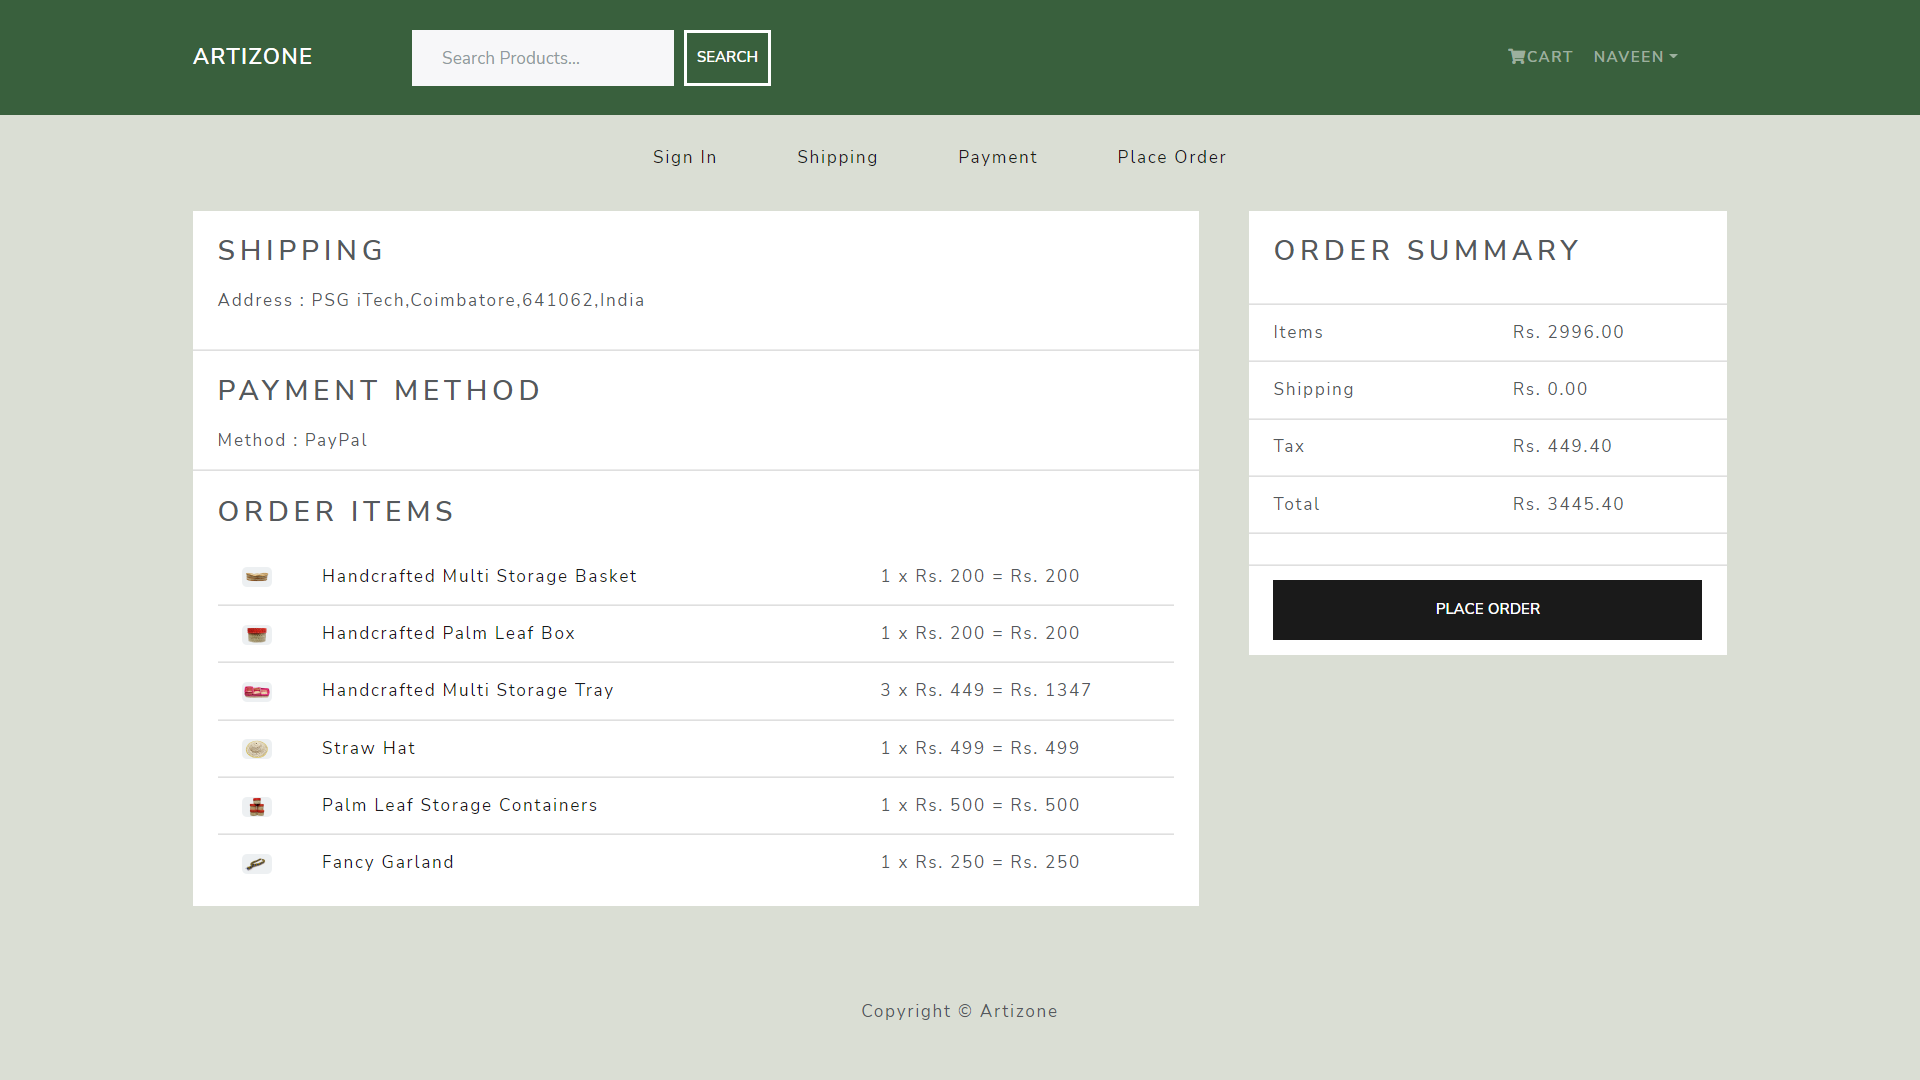 ARTIZONE
Search Products...
SEARCH
CART
NAVEEN
Sign In
Shipping
Payment
Place Order
SHIPPING
Address : PSG iTech,Coimbatore,641062,India
PAYMENT METHOD
Method : PayPal
ORDER ITEMS
Handcrafted Multi Storage Basket 1 x Rs. 200 = Rs. 200
Handcrafted Palm Leaf Box 1 x Rs. 200 = Rs. 200
Handcrafted Multi Storage Tray 3 x Rs. 449 = Rs. 1347
Straw Hat 1 x Rs. 499 = Rs. 499
Palm Leaf Storage Containers 1 x Rs. 500 = Rs. 500
Fancy Garland 1 x Rs. 250 = Rs. 250
ORDER SUMMARY
Items Rs. 2996.00
Shipping Rs. 0.00
Tax Rs. 449.40
Total Rs. 3445.40
PLACE ORDER
Copyright © Artizone